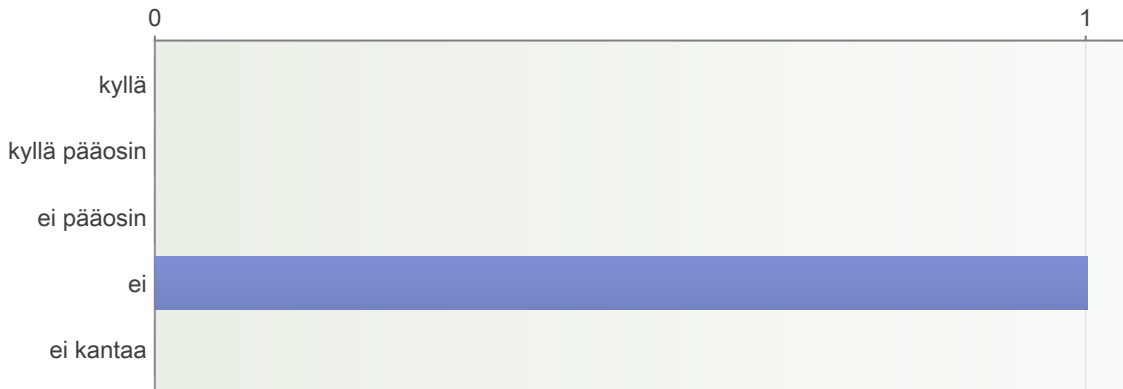 0 1
kyllä
kyllä pääosin
ei pääosin
ei
ei kantaa